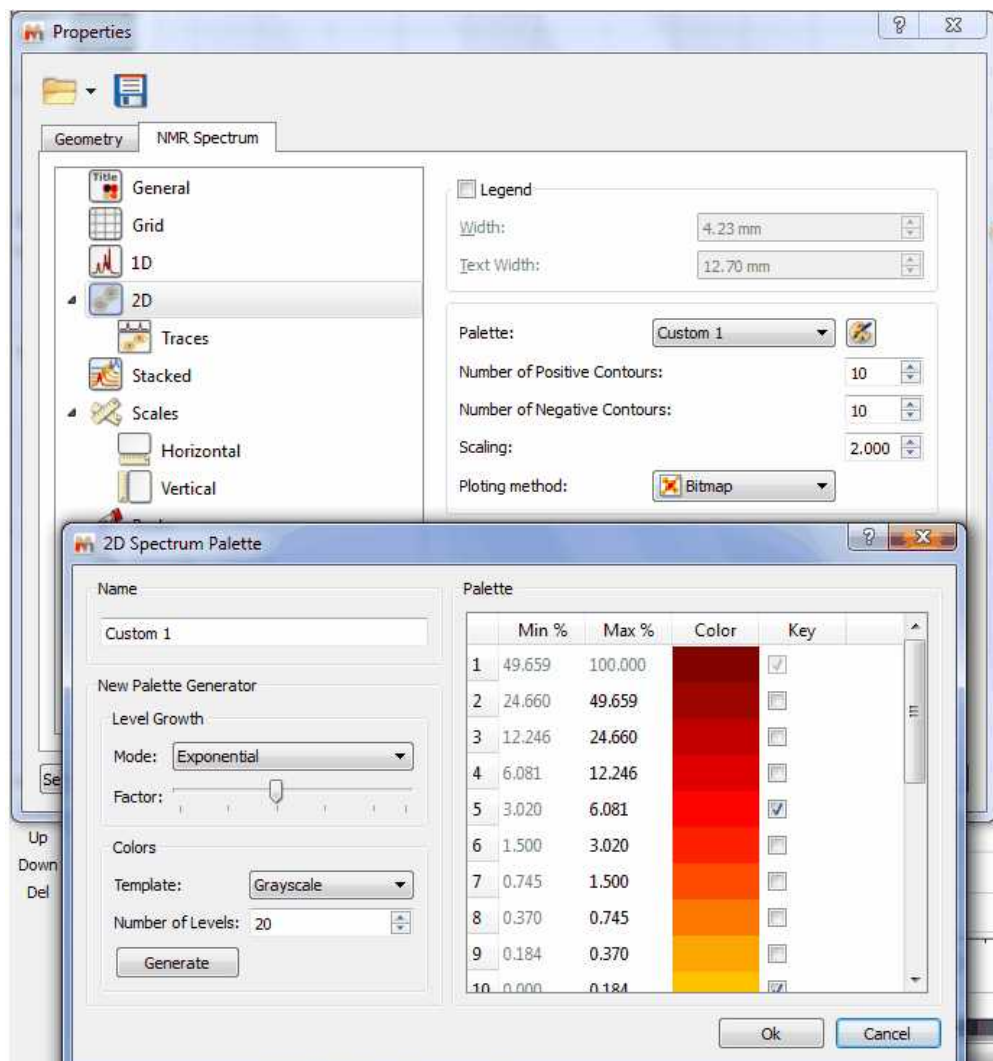 Properties
Geometry NMR Spectrum
General
Grid
1D
2D
Traces
Stacked
Scales
Horizontal
Vertical
Legend
Width: 4.23 mm
Text Width: 12.70 mm
Palette: Custom 1
Number of Positive Contours: 10
Number of Negative Contours: 10
Scaling: 2.000
Ploting method: Bitmap
Se
Up
Down
Del
2D Spectrum Palette
Name
Custom 1
New Palette Generator
Level Growth
Mode: Exponential
Factor:
Colors
Template: Grayscale
Number of Levels: 20
Generate
Palette
Min % Max % Color Key
1 49.659 100.000
2 24.660 49.659
3 12.246 24.660
4 6.081 12.246
5 3.020 6.081
6 1.500 3.020
7 0.745 1.500
8 0.370 0.745
9 0.184 0.370
10 0.000 0.184
Ok Cancel